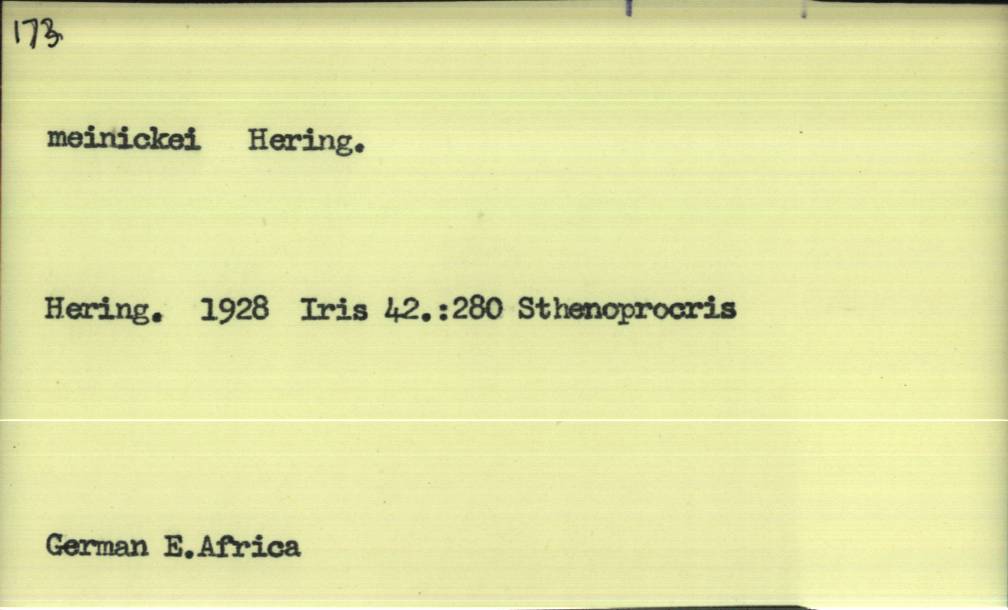 173
meinickei Hering.
Hering. 1928 Iris 42.:280 Sthenoprocris
German E.Africa